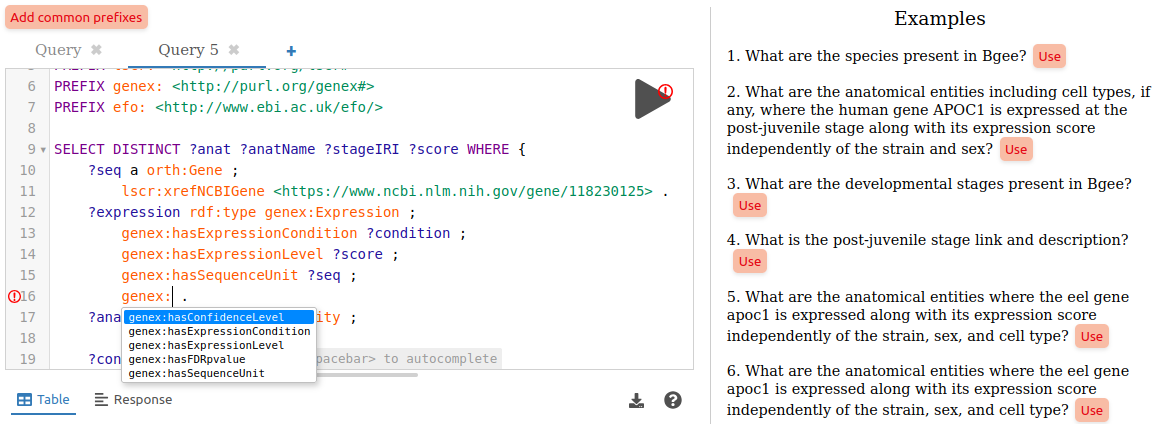 Add common prefixes
Query ✖ Query 5 ✖ +
6 PREFIX genex: <http://purl.org/genex#>
7 PREFIX efo: <http://www.ebi.ac.uk/efo/>
8
9 SELECT DISTINCT ?anat ?anatName ?stageIRI ?score WHERE {
10 ?seq a orth:Gene ;
11 lscr:xrefNCBIGene <https://www.ncbi.nlm.nih.gov/gene/118230125> .
12 ?expression rdf:type genex:Expression ;
13 genex:hasExpressionCondition ?condition ;
14 genex:hasExpressionLevel ?score ;
15 genex:hasSequenceUnit ?seq ;
16 genex: .
17 ?ana ity ;
18
19 ?con pacebar> to autocomplete
genex:hasConfidenceLevel
genex:hasExpressionCondition
genex:hasExpressionLevel
genex:hasFDRpvalue
genex:hasSequenceUnit
Table Response
Examples
1. What are the species present in Bgee? Use
2. What are the anatomical entities including cell types, if
any, where the human gene APOC1 is expressed at the
post-juvenile stage along with its expression score
independently of the strain and sex? Use
3. What are the developmental stages present in Bgee?
Use
4. What is the post-juvenile stage link and description?
Use
5. What are the anatomical entities where the eel gene
apoc1 is expressed along with its expression score
independently of the strain, sex, and cell type? Use
6. What are the anatomical entities where the eel gene
apoc1 is expressed along with its expression score
independently of the strain, sex, and cell type? Use